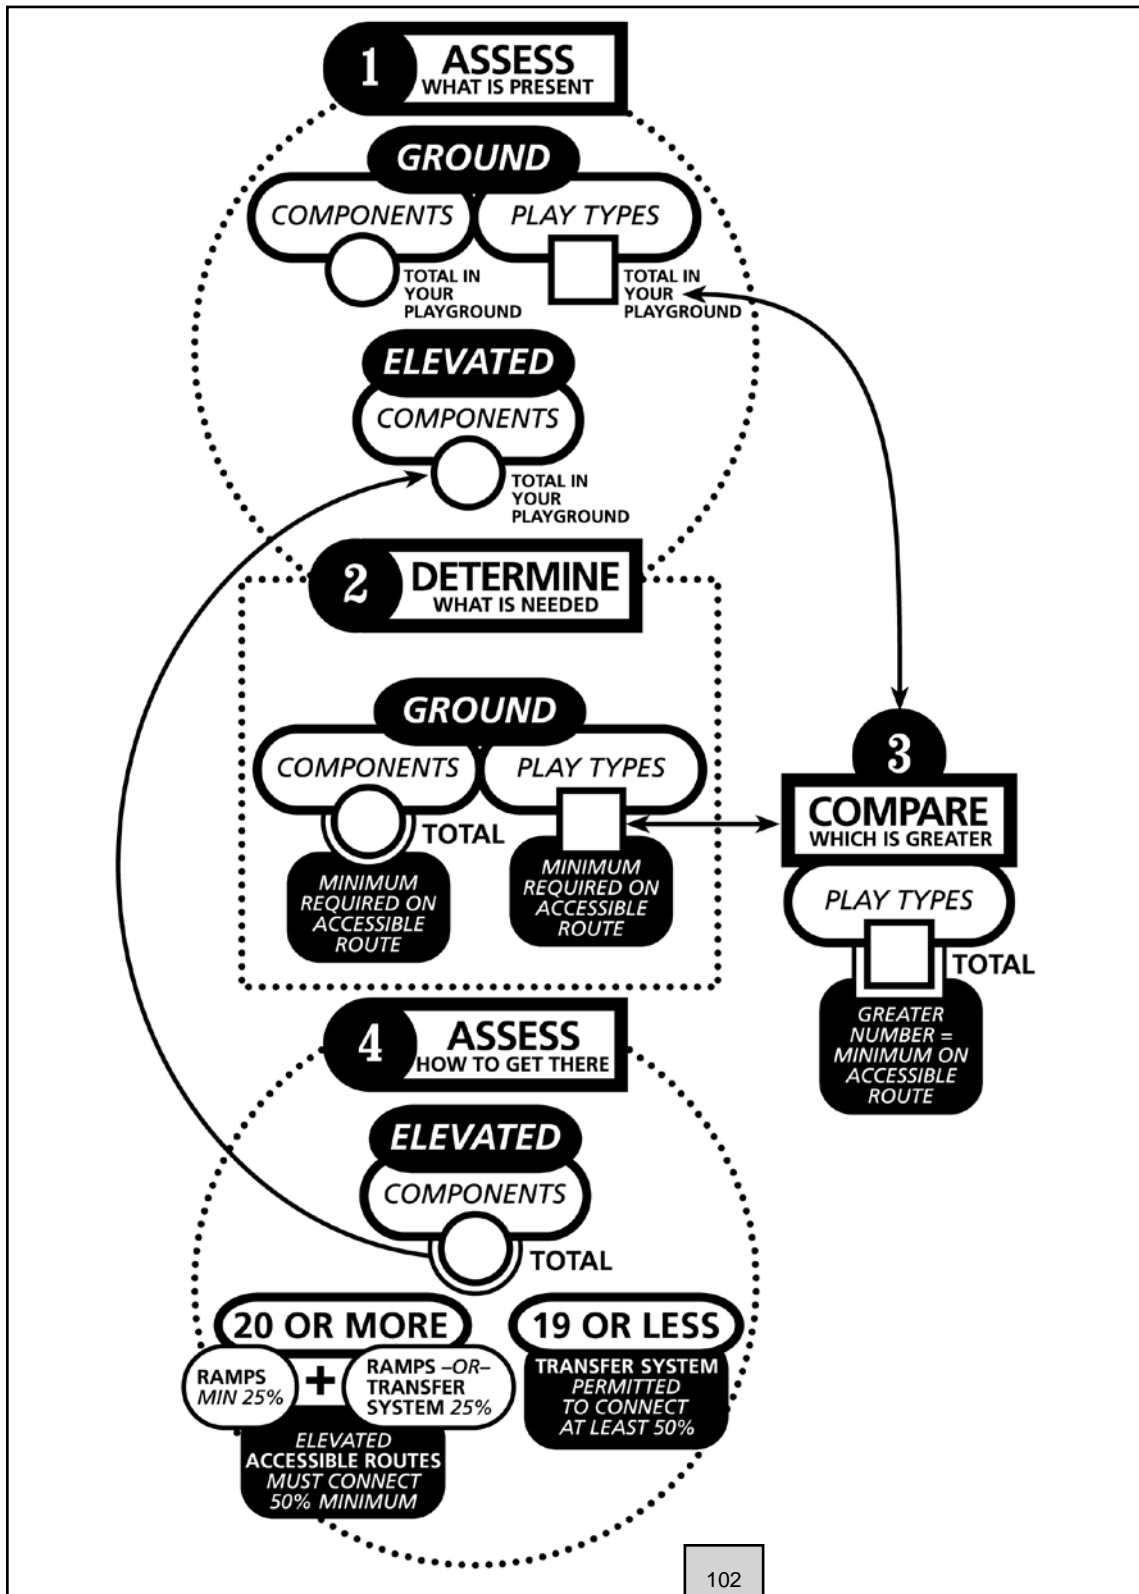 1
ASSESS
WHAT IS PRESENT
GROUND
COMPONENTS
PLAY TYPES
TOTAL IN
YOUR
PLAYGROUND
TOTAL IN
YOUR
PLAYGROUND
ELEVATED
COMPONENTS
TOTAL IN
YOUR
PLAYGROUND
2
DETERMINE
WHAT IS NEEDED
GROUND
COMPONENTS
PLAY TYPES
TOTAL
MINIMUM
REQUIRED ON
ACCESSIBLE
ROUTE
MINIMUM
REQUIRED ON
ACCESSIBLE
ROUTE
3
COMPARE
WHICH IS GREATER
PLAY TYPES
TOTAL
GREATER
NUMBER =
MINIMUM ON
ACCESSIBLE
ROUTE
4
ASSESS
HOW TO GET THERE
ELEVATED
COMPONENTS
TOTAL
20 OR MORE
RAMPS
MIN 25%
+
RAMPS –OR–
TRANSFER
SYSTEM 25%
ELEVATED
ACCESSIBLE ROUTES
MUST CONNECT
50% MINIMUM
19 OR LESS
TRANSFER SYSTEM
PERMITTED
TO CONNECT
AT LEAST 50%
102